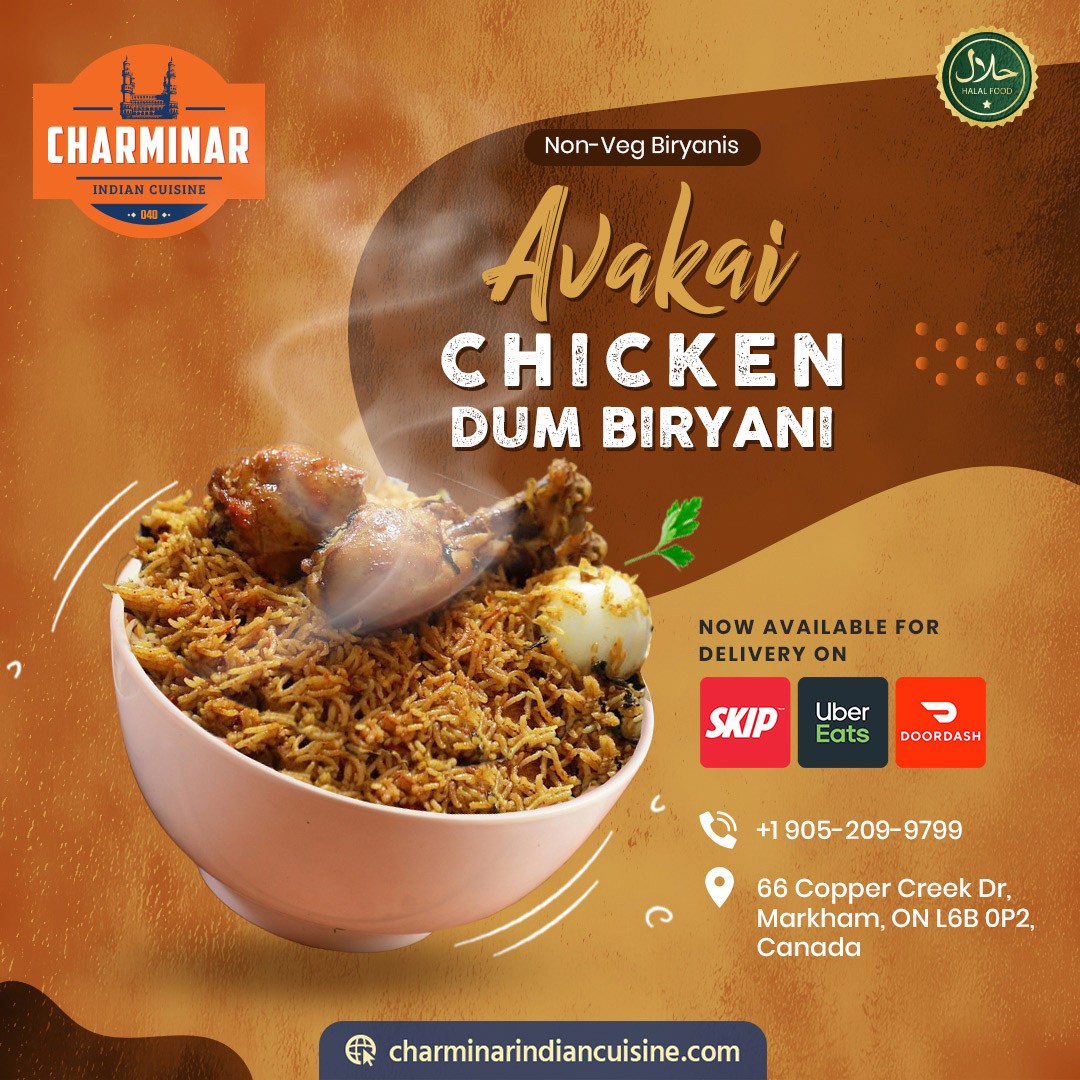 CHARMINAR
INDIAN CUISINE
040
حلال
HALAL FOOD
Non-Veg Biryanis
Avakai
CHICKEN
DUM BIRYANI
NOW AVAILABLE FOR
DELIVERY ON
SKIP
Uber
Eats
DOORDASH
+1 905-209-9799
66 Copper Creek Dr,
Markham, ON L6B 0P2,
Canada
charminarindiancuisine.com